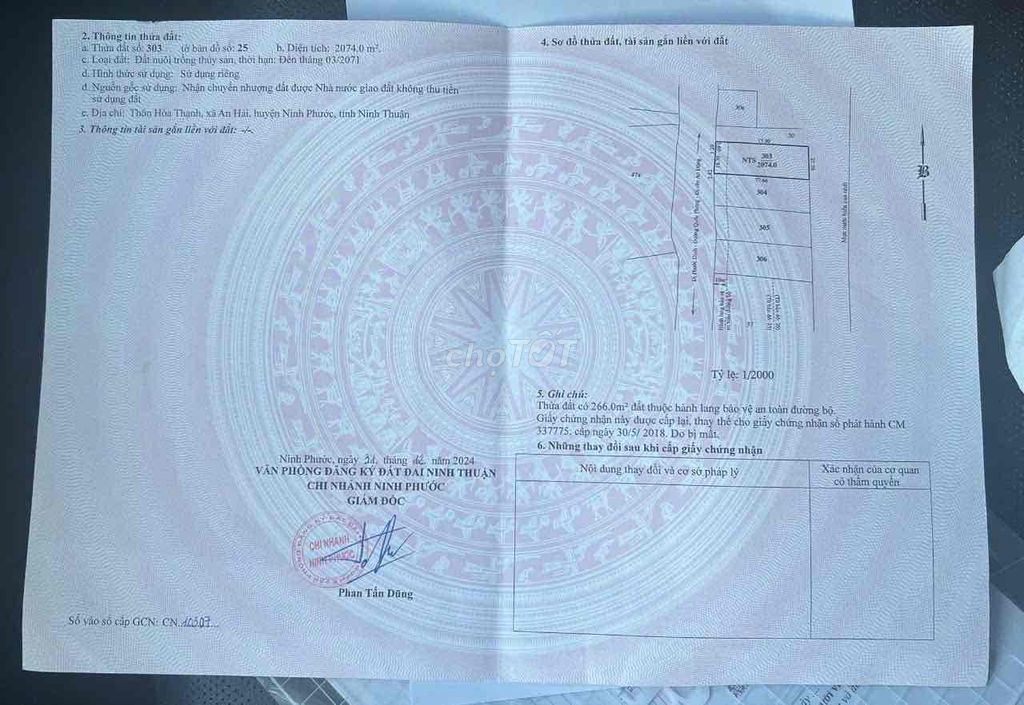 2. Thông tin thửa đất:
a. Thửa đất số: 303 tờ bản đồ số: 25 b. Diện tích: 2074.0 m².
c. Loại đất: Đất nuôi trồng thủy sản, thời hạn: Đến tháng 03/2071
d. Hình thức sử dụng: Sử dụng riêng
đ. Nguồn gốc sử dụng: Nhận chuyển nhượng đất được Nhà nước giao đất không thu tiền
sử dụng đất
e. Địa chỉ: Thôn Hòa Thạnh, xã An Hải, huyện Ninh Phước, tỉnh Ninh Thuận
3. Thông tin tài sản gắn liền với đất: -/-.
Ninh Phước, ngày tháng 12 năm 2024
VĂN PHÒNG ĐĂNG KÝ ĐẤT ĐAI NINH THUẬN
CHI NHÁNH NINH PHƯỚC
GIÁM ĐỐC
CHI NHÁNH
NINH PHƯỚC
Phan Tấn Dũng
Số vào sổ cấp GCN: CN
4. Sơ đồ thửa đất, tài sản gắn liền với đất
B
NTS 303
2074.0
304
305
306
37
Tỷ lệ: 1/2000
5. Ghi chú:
Thửa đất có 266.0m² đất thuộc hành lang bảo vệ an toàn đường bộ.
Giấy chứng nhận này được cấp lại, thay thế cho giấy chứng nhận số phát hành CM
337775, cấp ngày 30/5/ 2018. Do bị mất.
6. Những thay đổi sau khi cấp giấy chứng nhận
Nội dung thay đổi và cơ sở pháp lý
Xác nhận của cơ quan
có thẩm quyền
chợTỐT